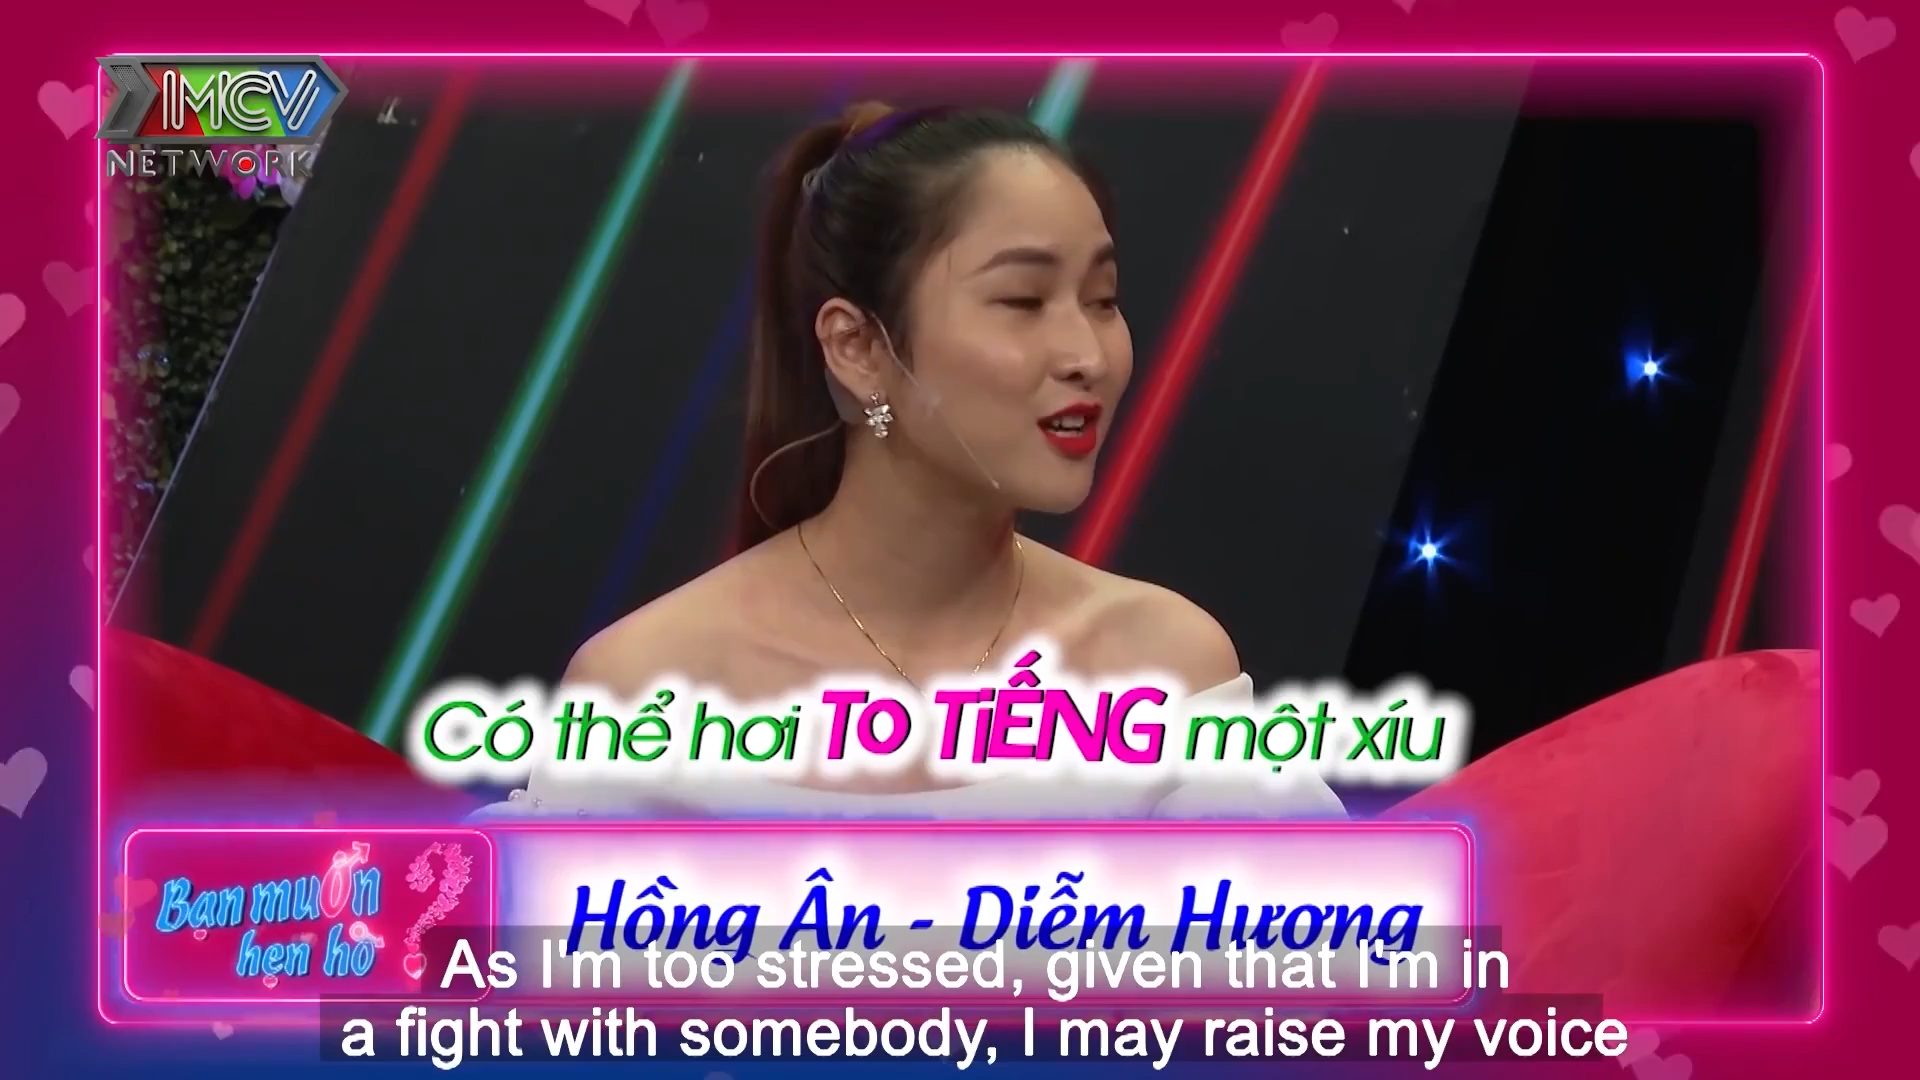 MCV
NETWORK
Có thể hơi TO TiẾNG một xíu
Bạn muốn
hẹn hò
?
Hồng Ân - Diễm Hương
As I'm too stressed, given that I'm in
a fight with somebody, I may raise my voice